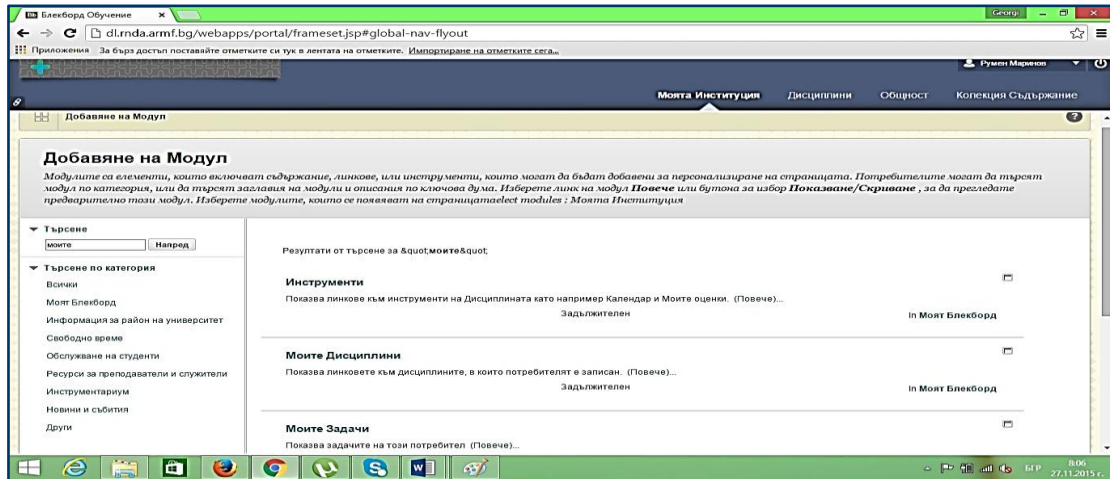 Блекборд Обучение
Georgi
dl.rnda.armf.bg/webapps/portal/frameset.jsp#global-nav-flyout
Приложения За бърз достъп поставяйте отметките си тук в лентата на отметките. Импортиране на отметките сега...
Румен Маринов
Моята Институция Дисциплини Общност Колекция Съдържание
Добавяне на Модул
Добавяне на Модул
Модулите са елементи, които включват съдържание, линкове, или инструменти, които могат да бъдат добавени за персонализиране на страницата. Потребителите могат да търсят
модул по категория, или да търсят заглавия на модули и описания по ключова дума. Изберете линк на модул Повече или бутона за избор Показване/Скриване , за да прегледате
предварително този модул. Изберете модулите, които се появяват на страницатаelect modules : Моята Институция
Търсене
моите Напред
Резултати от търсене за &quot;моите&quot;
Търсене по категория
Всички
Моят Блекборд
Информация за район на университет
Свободно време
Обслужване на студенти
Ресурси за преподаватели и служители
Инструментариум
Новини и събития
Други
Инструменти
Показва линкове към инструменти на Дисциплината като например Календар и Моите оценки. (Повече)...
Задължителен In Моят Блекборд
Моите Дисциплини
Показва линковете към дисциплините, в които потребителят е записан. (Повече)...
Задължителен In Моят Блекборд
Моите Задачи
Показва задачите на този потребител (Повече)...
БГР 8:06
27.11.2015 г.